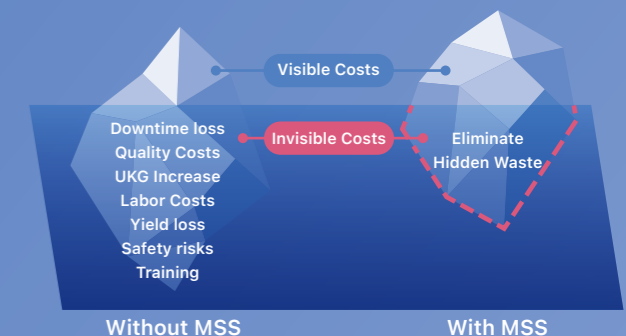 Visible Costs
Invisible Costs
Downtime loss
Quality Costs
UKG Increase
Labor Costs
Yield loss
Safety risks
Training
Eliminate
Hidden Waste
Without MSS
With MSS